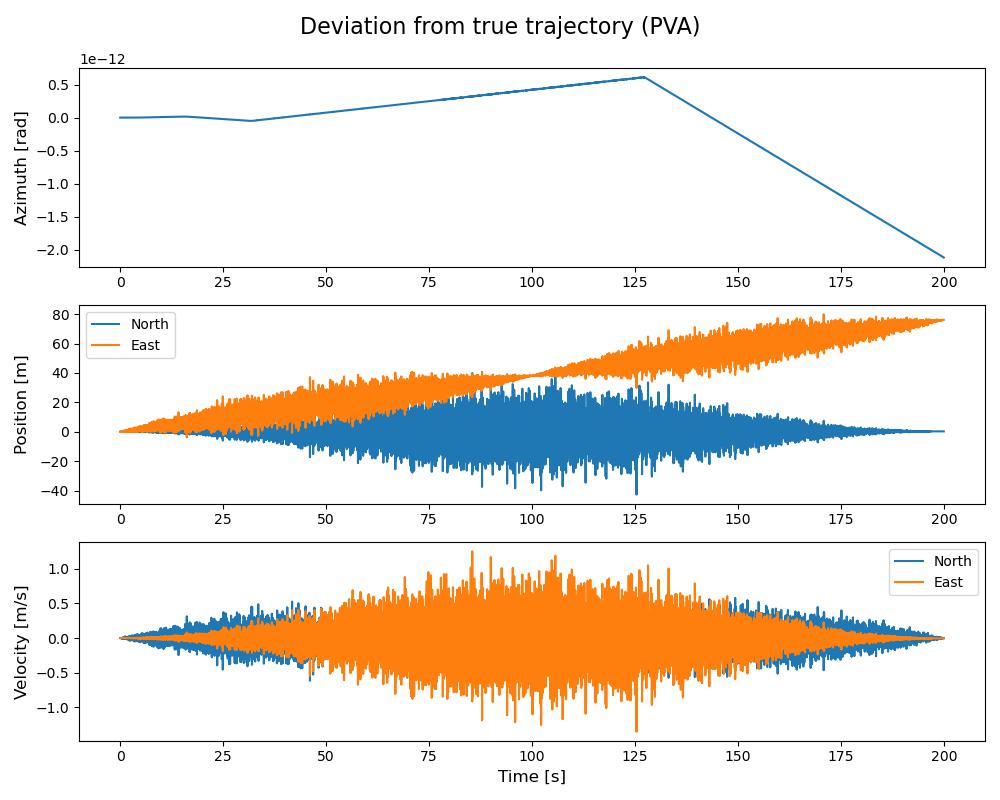 Deviation from true trajectory (PVA)
1e−12
0.5
0.0
−0.5
−1.0
−1.5
−2.0
Azimuth [rad]
0 25 50 75 100 125 150 175 200
80
60
40
20
0
−20
−40
Position [m]
North
East
0 25 50 75 100 125 150 175 200
1.0
0.5
0.0
−0.5
−1.0
Velocity [m/s]
North
East
0 25 50 75 100 125 150 175 200
Time [s]